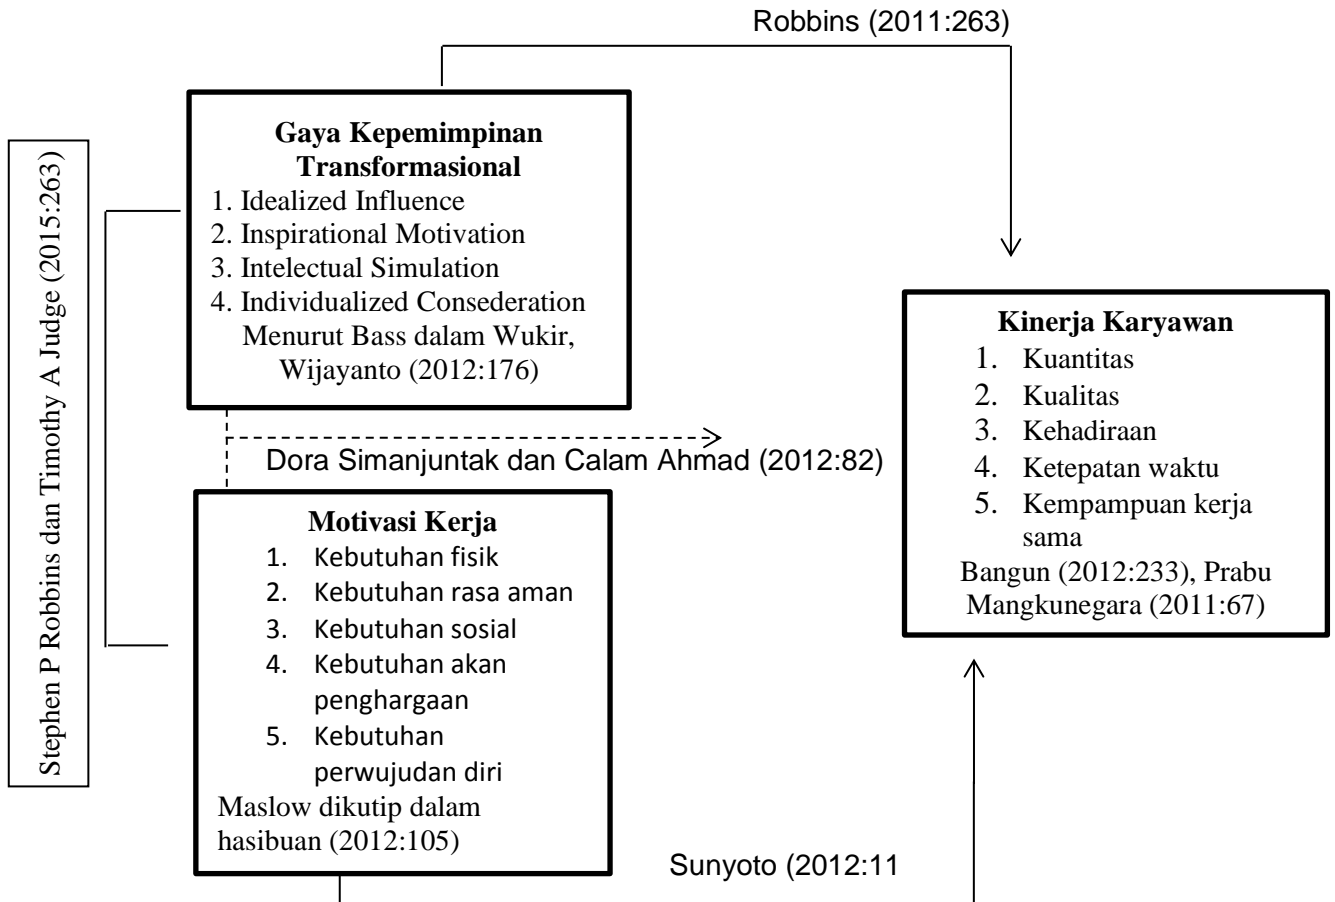 Robbins (2011:263)
Stephen P Robbins dan Timothy A Judge (2015:263)
Gaya Kepemimpinan
Transformasional
1. Idealized Influence
2. Inspirational Motivation
3. Intelectual Simulation
4. Individualized Consederation
Menurut Bass dalam Wukir,
Wijayanto (2012:176)
Dora Simanjuntak dan Calam Ahmad (2012:82)
Motivasi Kerja
1. Kebutuhan fisik
2. Kebutuhan rasa aman
3. Kebutuhan sosial
4. Kebutuhan akan
penghargaan
5. Kebutuhan
perwujudan diri
Maslow dikutip dalam
hasibuan (2012:105)
Kinerja Karyawan
1. Kuantitas
2. Kualitas
3. Kehadiraan
4. Ketepatan waktu
5. Kempampuan kerja
sama
Bangun (2012:233), Prabu
Mangkunegara (2011:67)
Sunyoto (2012:11